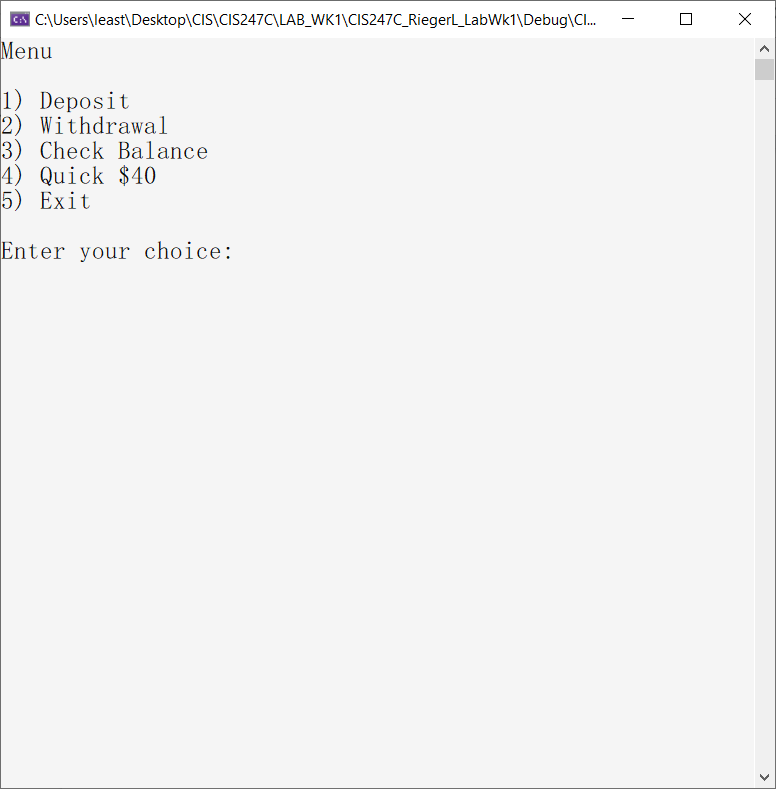 C:\Users\least\Desktop\CIS\CIS247C\LAB_WK1\CIS247C_RiegerL_LabWk1\Debug\CI...
Menu
1) Deposit
2) Withdrawal
3) Check Balance
4) Quick $40
5) Exit
Enter your choice: